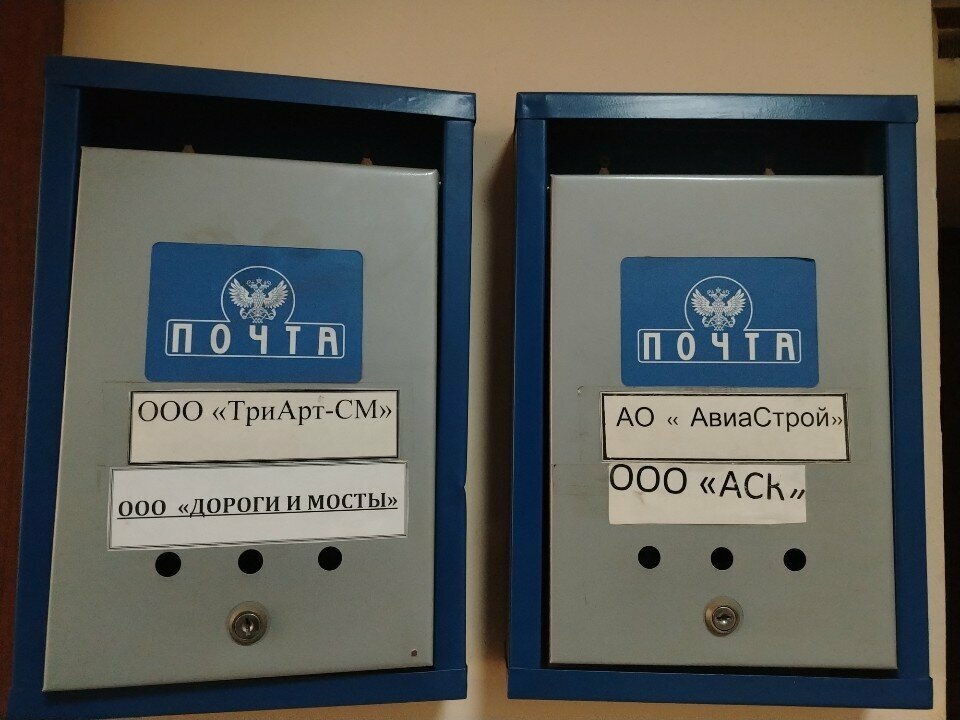 ПОЧТА
ООО «ТриАрт-СМ»
ООО «ДОРОГИ И МОСТЫ»
ПОЧТА
АО « АвиаСтрой»
ООО «АСК„